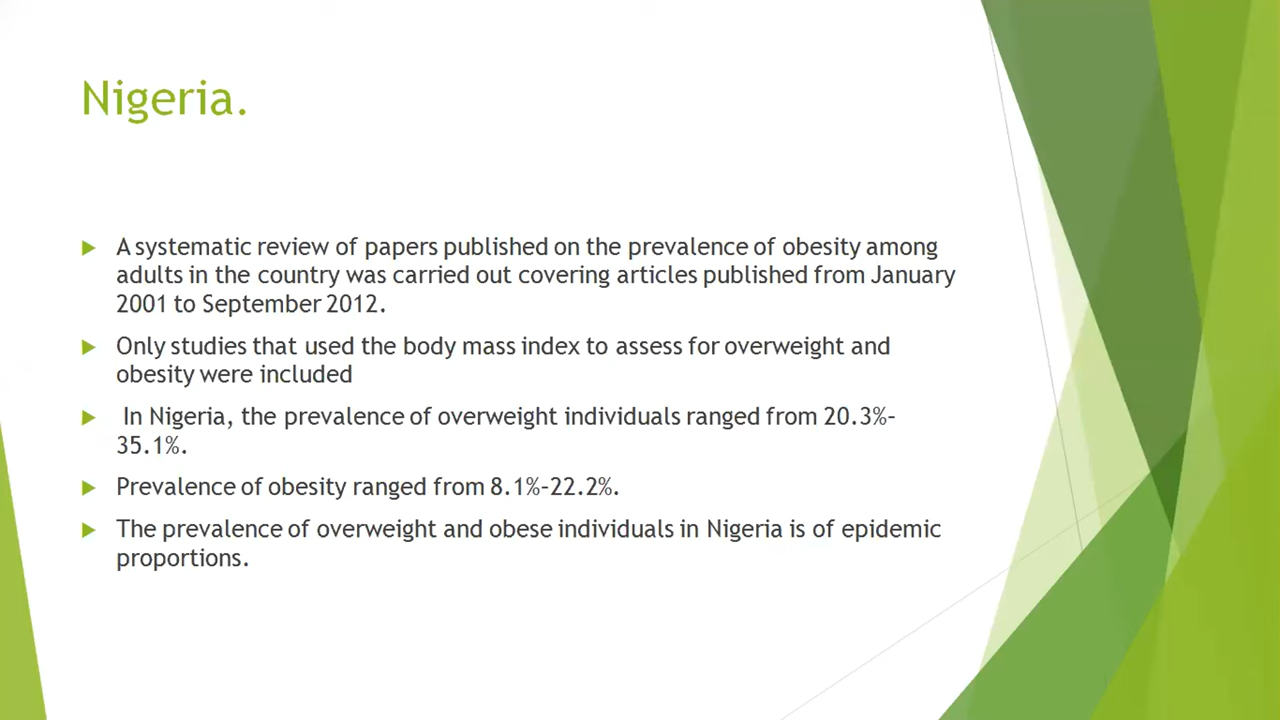 Nigeria.
A systematic review of papers published on the prevalence of obesity among
adults in the country was carried out covering articles published from January
2001 to September 2012.
Only studies that used the body mass index to assess for overweight and
obesity were included
In Nigeria, the prevalence of overweight individuals ranged from 20.3%–
35.1%.
Prevalence of obesity ranged from 8.1%–22.2%.
The prevalence of overweight and obese individuals in Nigeria is of epidemic
proportions.